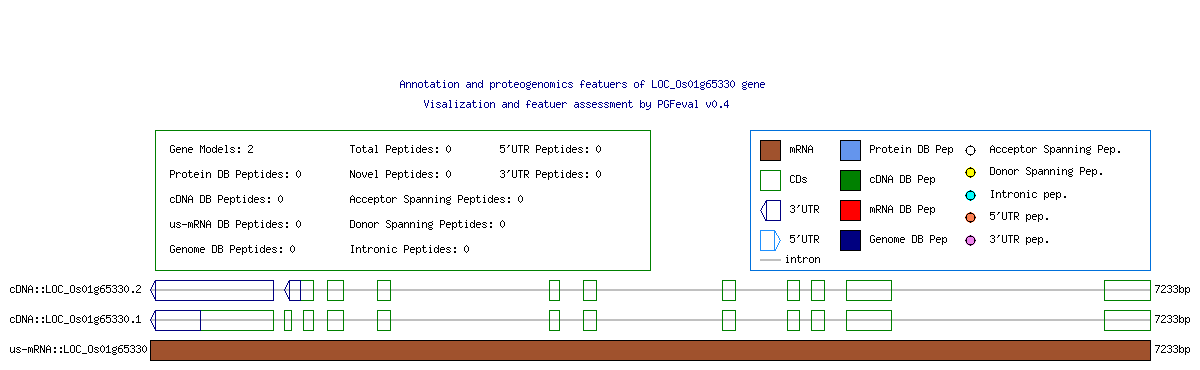 Annotation and proteogenomics featuers of LOC_Os01g65330 gene
Visalization and featuer assessment by PGFeval v0.4
Gene Models: 2
Total Peptides: 0
5'UTR Peptides: 0
Protein DB Peptides: 0
Novel Peptides: 0
3'UTR Peptides: 0
cDNA DB Peptides: 0
Acceptor Spanning Peptides: 0
us-mRNA DB Peptides: 0
Donor Spanning Peptides: 0
Genome DB Peptides: 0
Intronic Peptides: 0
mRNA
Protein DB Pep
Acceptor Spanning Pep.
CDs
cDNA DB Pep
Donor Spanning Pep.
3'UTR
mRNA DB Pep
Intronic pep.
5'UTR pep.
5'UTR
Genome DB Pep
3'UTR pep.
intron
cDNA::LOC_Os01g65330.2
7233bp
cDNA::LOC_Os01g65330.1
7233bp
us-mRNA::LOC_Os01g65330
7233bp